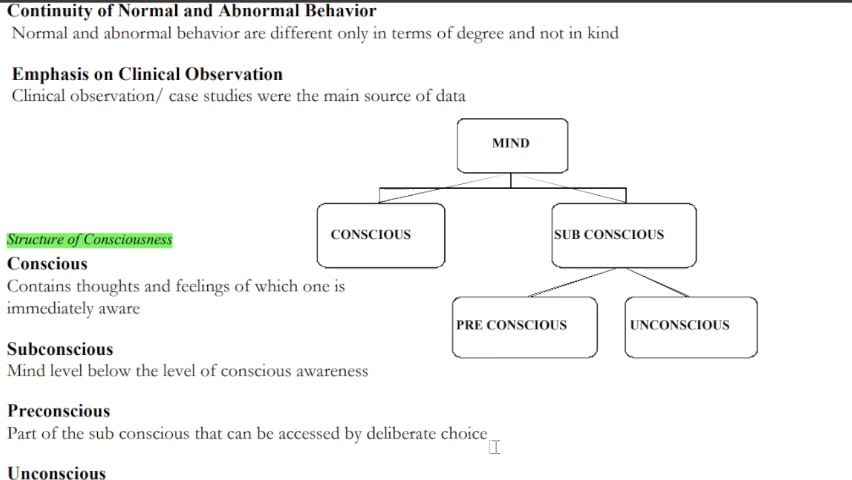 Continuity of Normal and Abnormal Behavior
Normal and abnormal behavior are different only in terms of degree and not in kind
Emphasis on Clinical Observation
Clinical observation/ case studies were the main source of data
MIND
CONSCIOUS
SUB CONSCIOUS
PRE CONSCIOUS
UNCONSCIOUS
Structure of Consciousness
Conscious
Contains thoughts and feelings of which one is
immediately aware
Subconscious
Mind level below the level of conscious awareness
Preconscious
Part of the sub conscious that can be accessed by deliberate choice
Unconscious